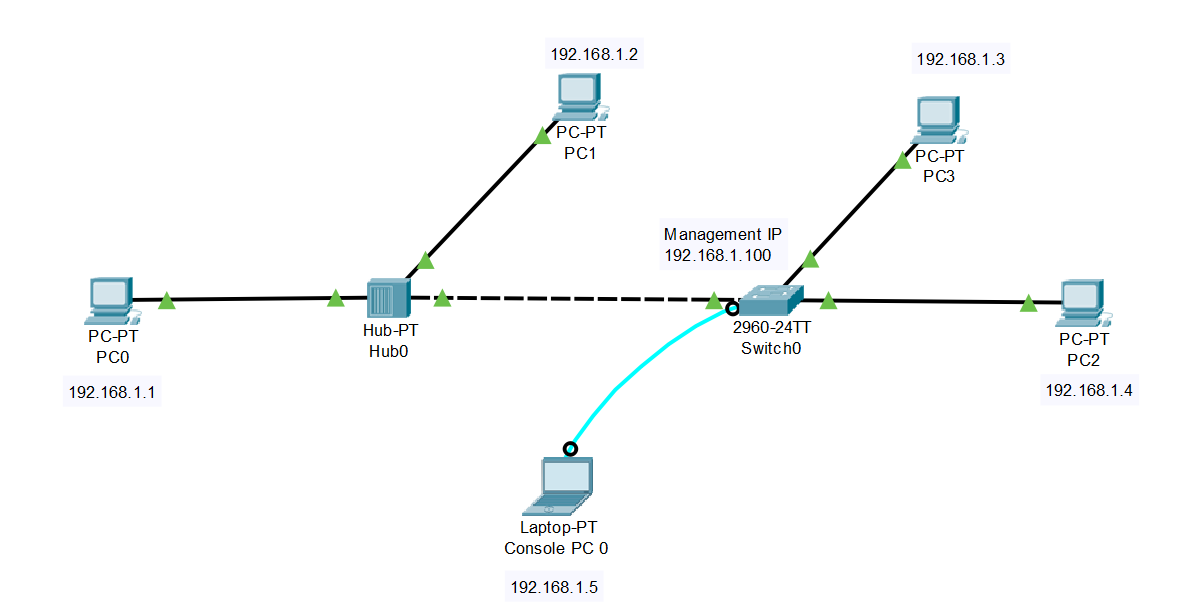 192.168.1.2
PC-PT
PC1
192.168.1.3
PC-PT
PC3
Management IP
192.168.1.100
PC-PT
PC0
192.168.1.1
Hub-PT
Hub0
2960-24TT
Switch0
PC-PT
PC2
192.168.1.4
Laptop-PT
Console PC 0
192.168.1.5